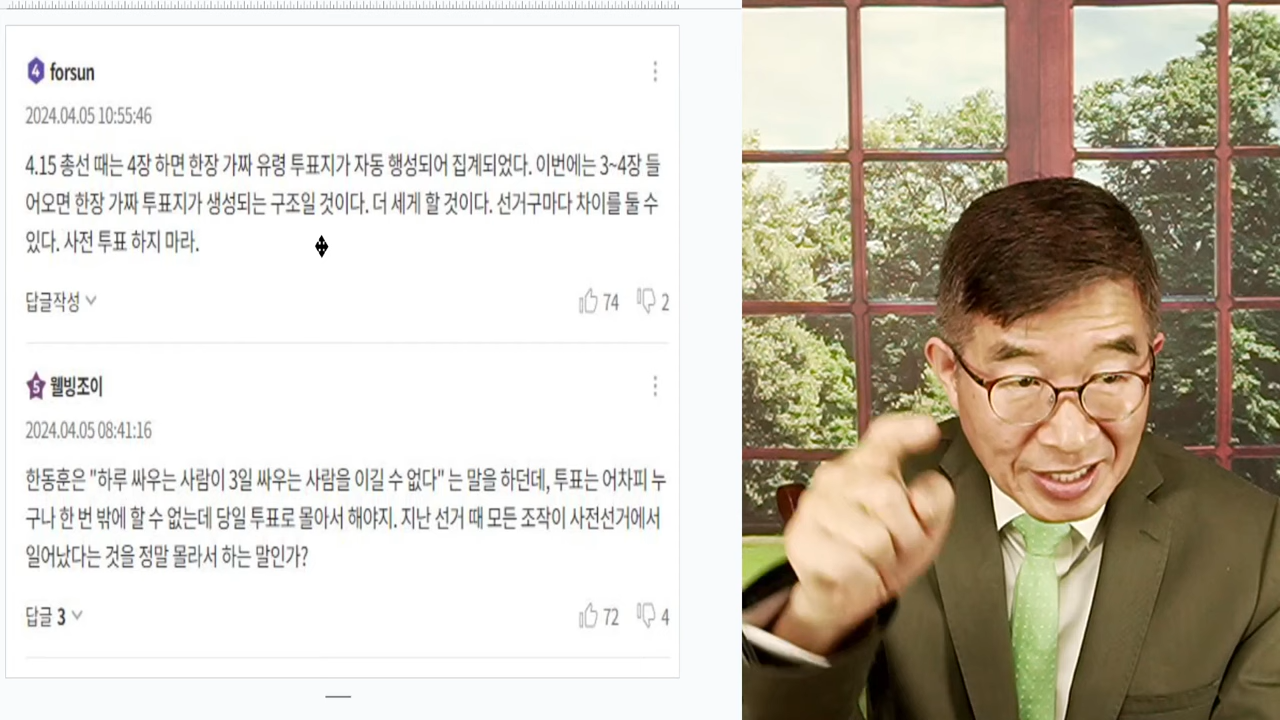 4 forsun
2024.04.05 10:55:46
4.15 총선 때는 4장 하면 한장 가짜 유령 투표지가 자동 행성되어 집계되었다. 이번에는 3~4장 들
어오면 한장 가짜 투표지가 생성되는 구조일 것이다. 더 세게 할 것이다. 선거구마다 차이를 둘 수
있다. 사전 투표 하지 마라.
답글작성
74 2
5 웰빙조이
2024.04.05 08:41:16
한동훈은 "하루 싸우는 사람이 3일 싸우는 사람을 이길 수 없다" 는 말을 하던데, 투표는 어차피 누
구나 한 번 밖에 할 수 없는데 당일 투표로 몰아서 해야지. 지난 선거 때 모든 조작이 사전선거에서
일어났다는 것을 정말 몰라서 하는 말인가?
답글 3
72 4